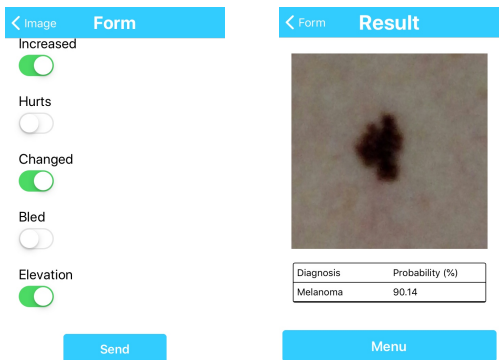 Image
Form
Increased
Hurts
Changed
Bled
Elevation
Send
Form
Result
Diagnosis Probability (%)
Melanoma 90.14
Menu